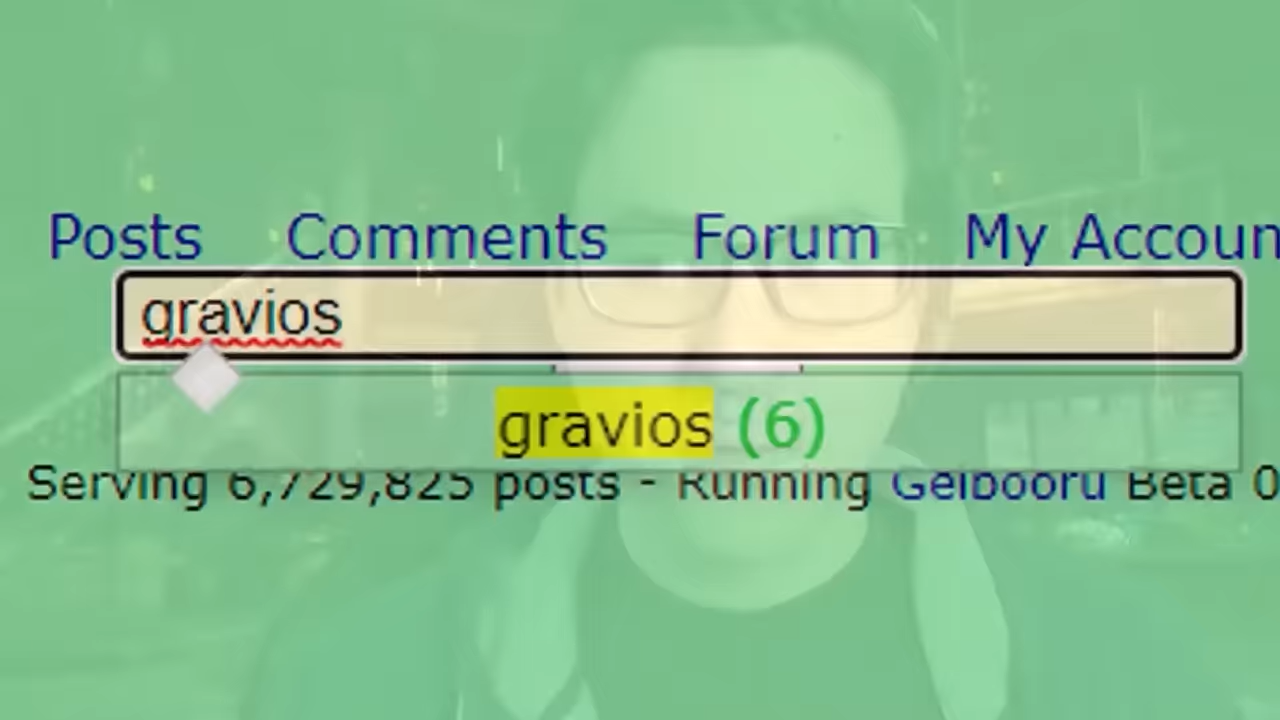 Posts Comments Forum My Accoun
gravios
gravios (6)
Serving 6,729,825 posts - Running Gelbooru Beta 0